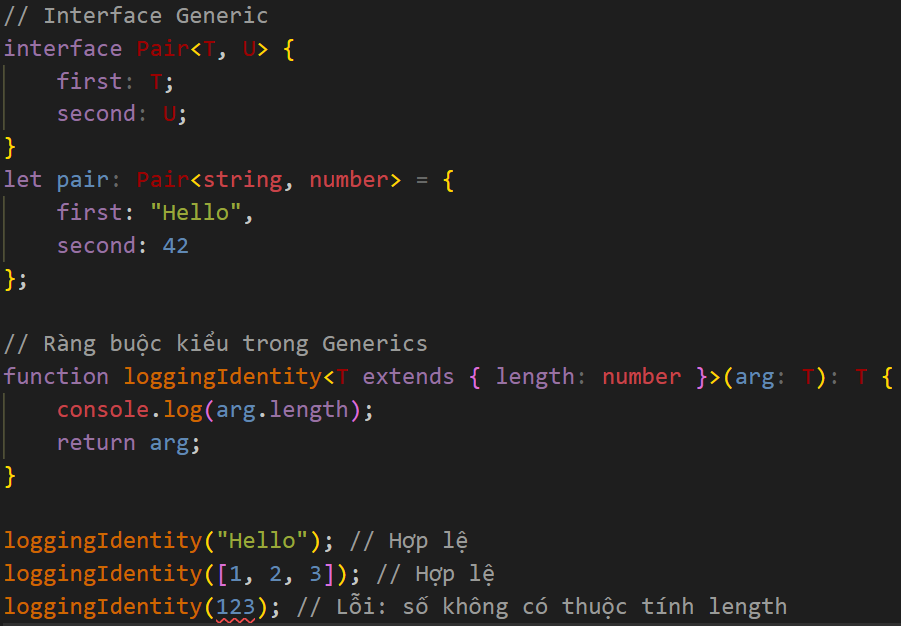 // Interface Generic
interface Pair<T, U> {
    first: T;
    second: U;
}
let pair: Pair<string, number> = {
    first: "Hello",
    second: 42
};
// Ràng buộc kiểu trong Generics
function loggingIdentity<T extends { length: number }>(arg: T): T {
    console.log(arg.length);
    return arg;
}
loggingIdentity("Hello"); // Hợp lệ
loggingIdentity([1, 2, 3]); // Hợp lệ
loggingIdentity(123); // Lỗi: số không có thuộc tính length